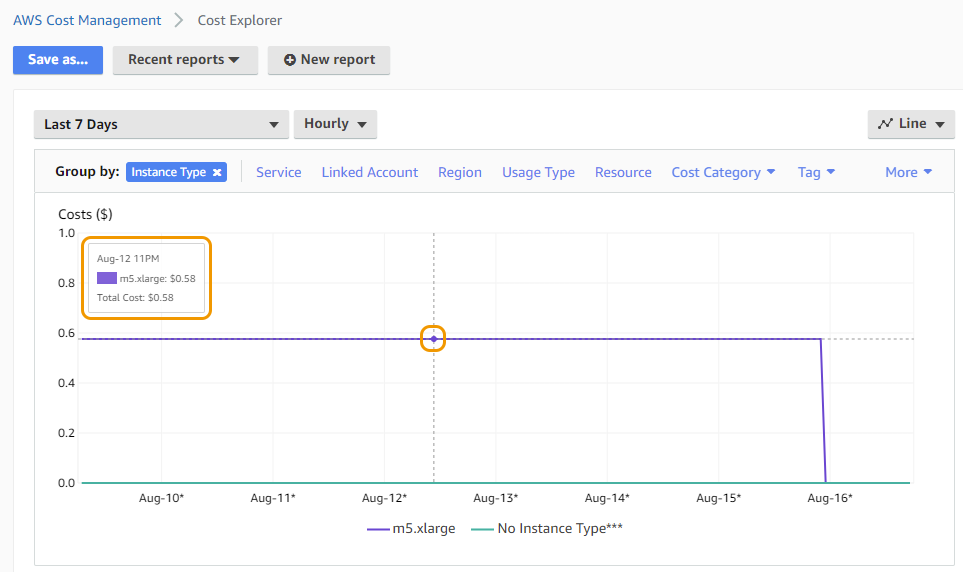 AWS Cost Management > Cost Explorer
Save as... Recent reports New report
Last 7 Days Hourly Line
Group by: Instance Type × Service Linked Account Region Usage Type Resource Cost Category Tag More
Costs ($)
1.0
Aug-12 11PM
m5.xlarge: $0.58
Total Cost: $0.58
0.8
0.6
0.4
0.2
0.0
Aug-10* Aug-11* Aug-12* Aug-13* Aug-14* Aug-15* Aug-16*
m5.xlarge No Instance Type***